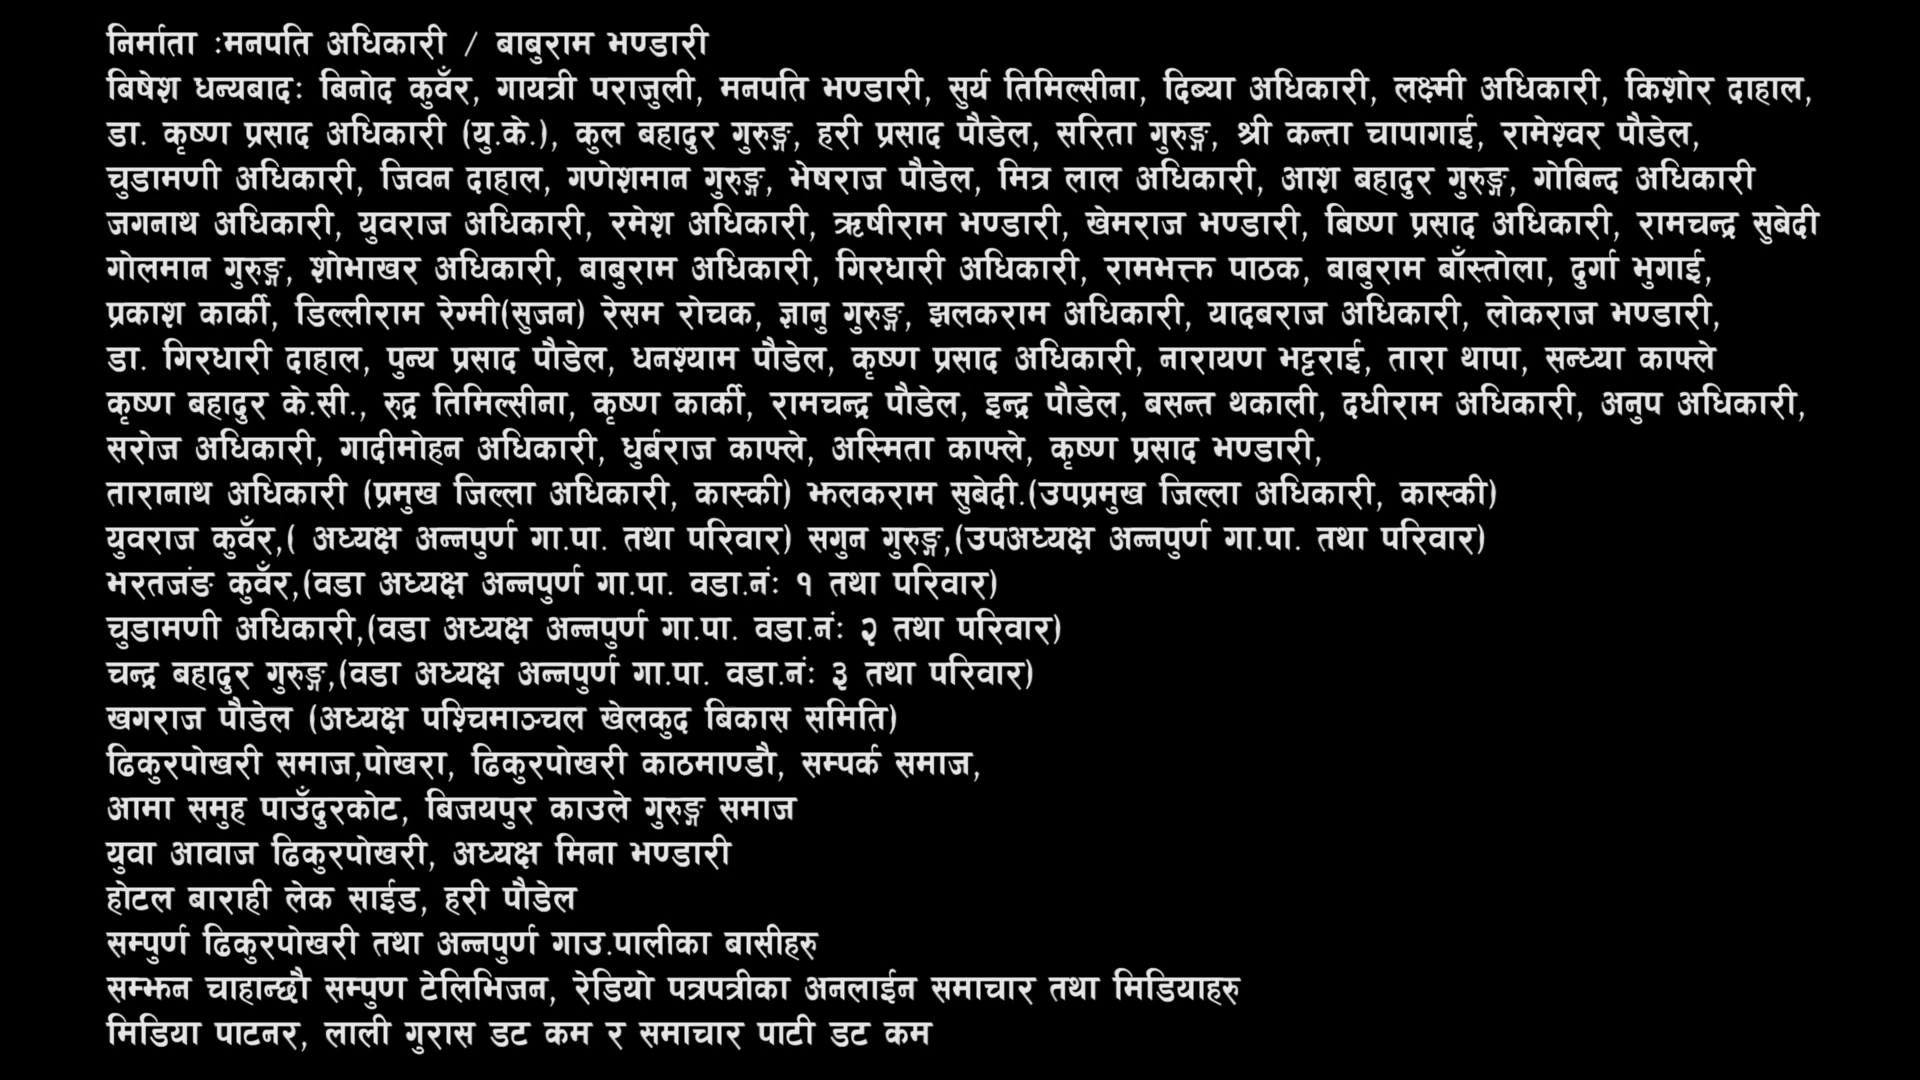 निर्माता :मनपति अधिकारी / बाबुराम भण्डारी
बिषेश धन्यबादः बिनोद कुवँर, गायत्री पराजुली, मनपति भण्डारी, सुर्य तिमिल्सीना, दिब्या अधिकारी, लक्ष्मी अधिकारी, किशोर दाहाल,
डा. कृष्ण प्रसाद अधिकारी (यु.के.), कुल बहादुर गुरुङ्ग, हरी प्रसाद पौडेल, सरिता गुरुङ्ग, श्री कन्ता चापागाई, रामेश्वर पौडेल,
चुडामणी अधिकारी, जिवन दाहाल, गणेशमान गुरुङ्ग, भेषराज पौडेल, मित्र लाल अधिकारी, आश बहादुर गुरुङ्ग, गोबिन्द अधिकारी
जगनाथ अधिकारी, युवराज अधिकारी, रमेश अधिकारी, ऋषीराम भण्डारी, खेमराज भण्डारी, बिष्ण प्रसाद अधिकारी, रामचन्द्र सुबेदी
गोलमान गुरुङ्ग, शोभाखर अधिकारी, बाबुराम अधिकारी, गिरधारी अधिकारी, रामभक्त पाठक, बाबुराम बाँस्तोला, दुर्गा भुगाई,
प्रकाश कार्की, डिल्लीराम रेग्मी(सुजन) रेसम रोचक, ज्ञानु गुरुङ्ग, झलकराम अधिकारी, यादबराज अधिकारी, लोकराज भण्डारी,
डा. गिरधारी दाहाल, पुन्य प्रसाद पौडेल, धनश्याम पौडेल, कृष्ण प्रसाद अधिकारी, नारायण भट्टराई, तारा थापा, सन्ध्या काफ्ले
कृष्ण बहादुर के.सी., रुद्र तिमिल्सीना, कृष्ण कार्की, रामचन्द्र पौडेल, इन्द्र पौडेल, बसन्त थकाली, दधीराम अधिकारी, अनुप अधिकारी,
सरोज अधिकारी, गादीमोहन अधिकारी, धुर्बराज काफ्ले, अस्मिता काफ्ले, कृष्ण प्रसाद भण्डारी,
तारानाथ अधिकारी (प्रमुख जिल्ला अधिकारी, कास्की) झलकराम सुबेदी.(उपप्रमुख जिल्ला अधिकारी, कास्की)
युवराज कुवँर,( अध्यक्ष अन्नपुर्ण गा.पा. तथा परिवार) सगुन गुरुङ्ग,(उपअध्यक्ष अन्नपुर्ण गा.पा. तथा परिवार)
भरतजंङ कुवँर,(वडा अध्यक्ष अन्नपुर्ण गा.पा. वडा.नंः १ तथा परिवार)
चुडामणी अधिकारी,(वडा अध्यक्ष अन्नपुर्ण गा.पा. वडा.नंः २ तथा परिवार)
चन्द्र बहादुर गुरुङ्ग,(वडा अध्यक्ष अन्नपुर्ण गा.पा. वडा.नंः ३ तथा परिवार)
खगराज पौडेल (अध्यक्ष पश्चिमाञ्चल खेलकुद बिकास समिति)
ढिकुरपोखरी समाज,पोखरा, ढिकुरपोखरी काठमाण्डौ, सम्पर्क समाज,
आमा समुह पाउँदुरकोट, बिजयपुर काउले गुरुङ्ग समाज
युवा आवाज ढिकुरपोखरी, अध्यक्ष मिना भण्डारी
होटल बाराही लेक साईड, हरी पौडेल
सम्पुर्ण ढिकुरपोखरी तथा अन्नपुर्ण गाउ.पालीका बासीहरु
सम्झन चाहान्छौ सम्पुण टेलिभिजन, रेडियो पत्रपत्रीका अनलाईन समाचार तथा मिडियाहरु
मिडिया पाटनर, लाली गुरास डट कम र समाचार पाटी डट कम